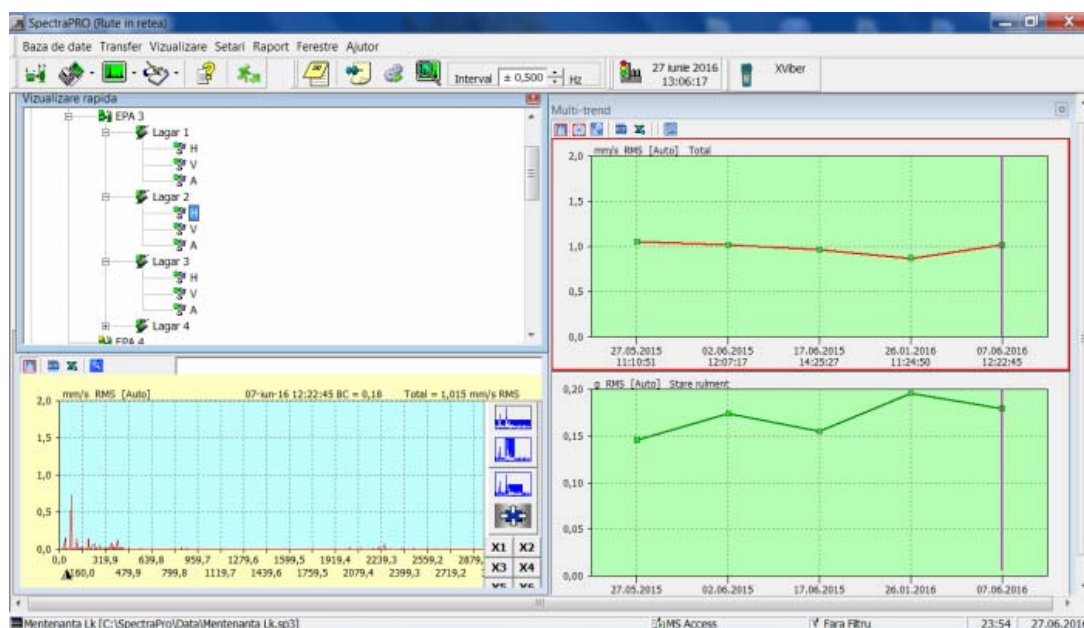 SpectraPRO (Rute in retea)
Baza de date Transfer Vizualizare Setari Raport Ferestre Ajutor
Interval ± 0,500 Hz
27 iunie 2016
13:06:17
XViber
Vizualizare rapida
EPA 3
Lagar 1
H
V
A
Lagar 2
H
V
A
Lagar 3
H
V
A
Lagar 4
EPA 4
mm/s RMS [Auto] 07-iun-16 12:22:45 BC = 0,18 Total = 1,015 mm/s RMS
2,0
1,5
1,0
0,5
0,0
0,0 319,9 639,8 959,7 1279,6 1599,5 1919,4 2239,3 2559,2 2879,
160,0 479,9 799,8 1119,7 1439,6 1759,5 2079,4 2399,3 2719,2
X1 X2
X3 X4
X5 X6
Multi-trend
mm/s RMS [Auto] Total
2,0
1,5
1,0
0,5
0,0
27.05.2015 02.06.2015 17.06.2015 26.01.2016 07.06.2016
11:10:51 12:07:17 14:25:27 11:24:50 12:22:45
g RMS [Auto] Stare rulment
0,20
0,15
0,10
0,05
0,00
27.05.2015 02.06.2015 17.06.2015 26.01.2016 07.06.2016
Mentenanta Lk [C:\SpectraPro\Data\Mentenanta Lk.sp3] MS Access Fara Filtru 23:54 27.06.2016